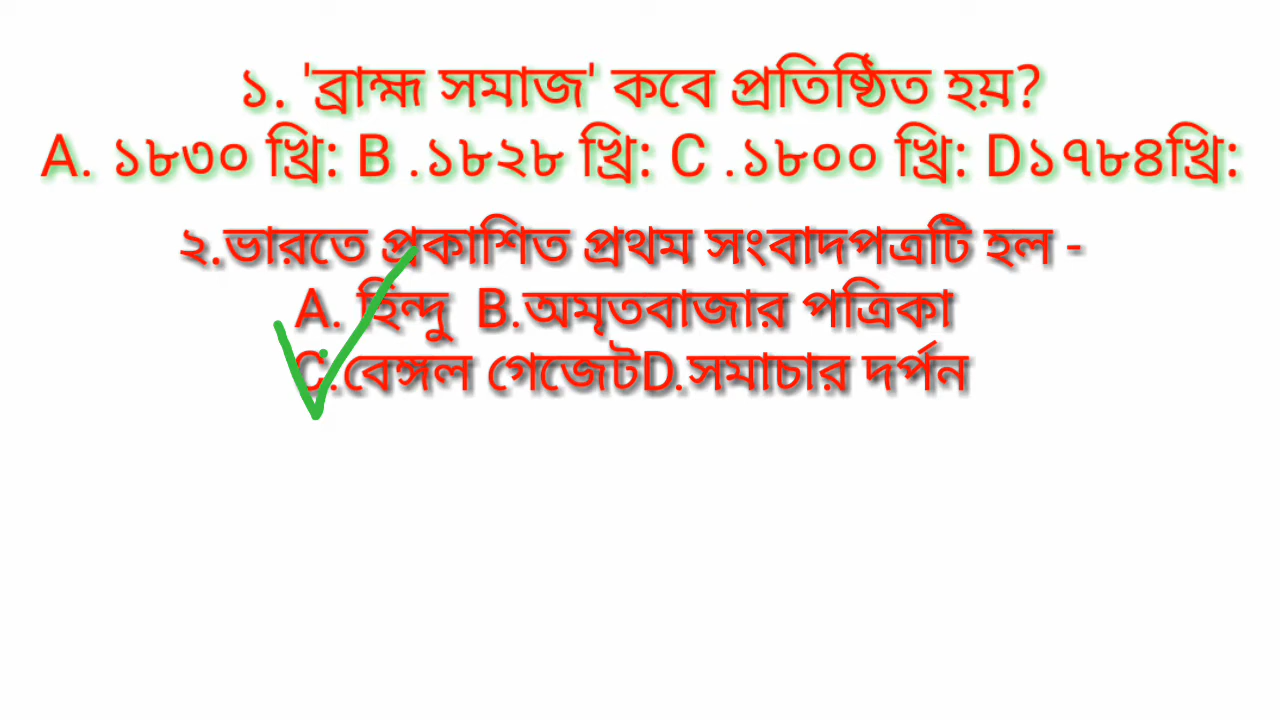 ১. 'ব্রাহ্ম সমাজ' কবে প্রতিষ্ঠিত হয়?
A. ১৮৩০ খ্রি: B .১৮২৮ খ্রি: C .১৮০০ খ্রি: D১৭৮৪খ্রি:
২.ভারতে প্রকাশিত প্রথম সংবাদপত্রটি হল -
A. হিন্দু B.অমৃতবাজার পত্রিকা
C.বেঙ্গল গেজেটD.সমাচার দর্পন